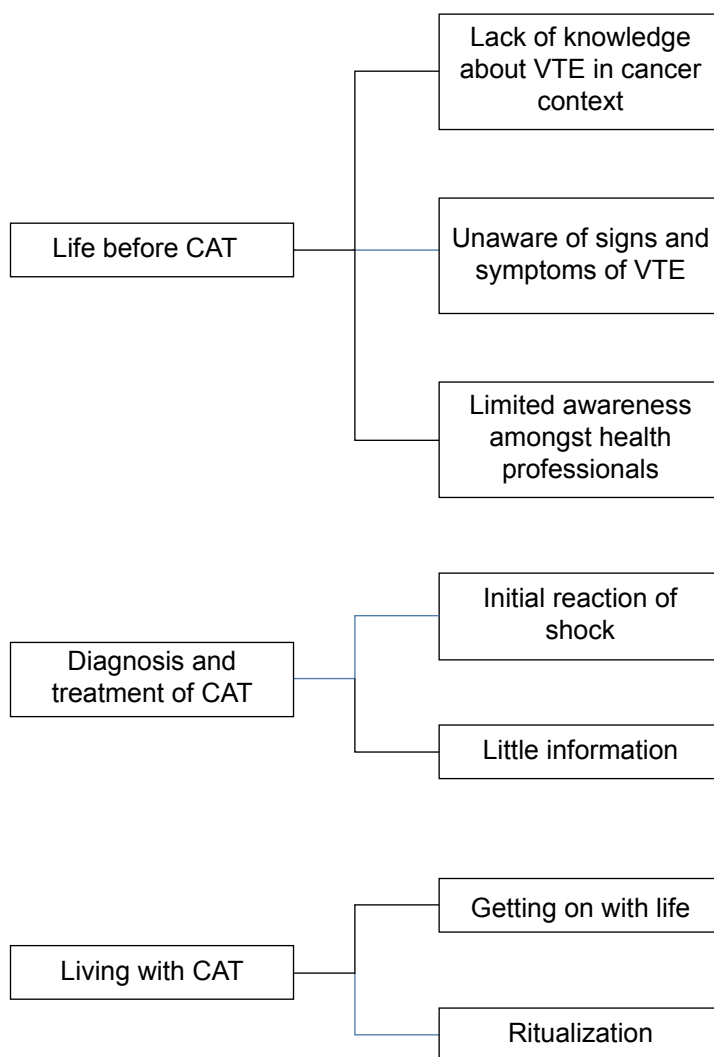 Lack of knowledge
about VTE in cancer
context
Life before CAT
Unaware of signs and
symptoms of VTE
Limited awareness
amongst health
professionals
Initial reaction of
shock
Diagnosis and
treatment of CAT
Little information
Getting on with life
Living with CAT
Ritualization